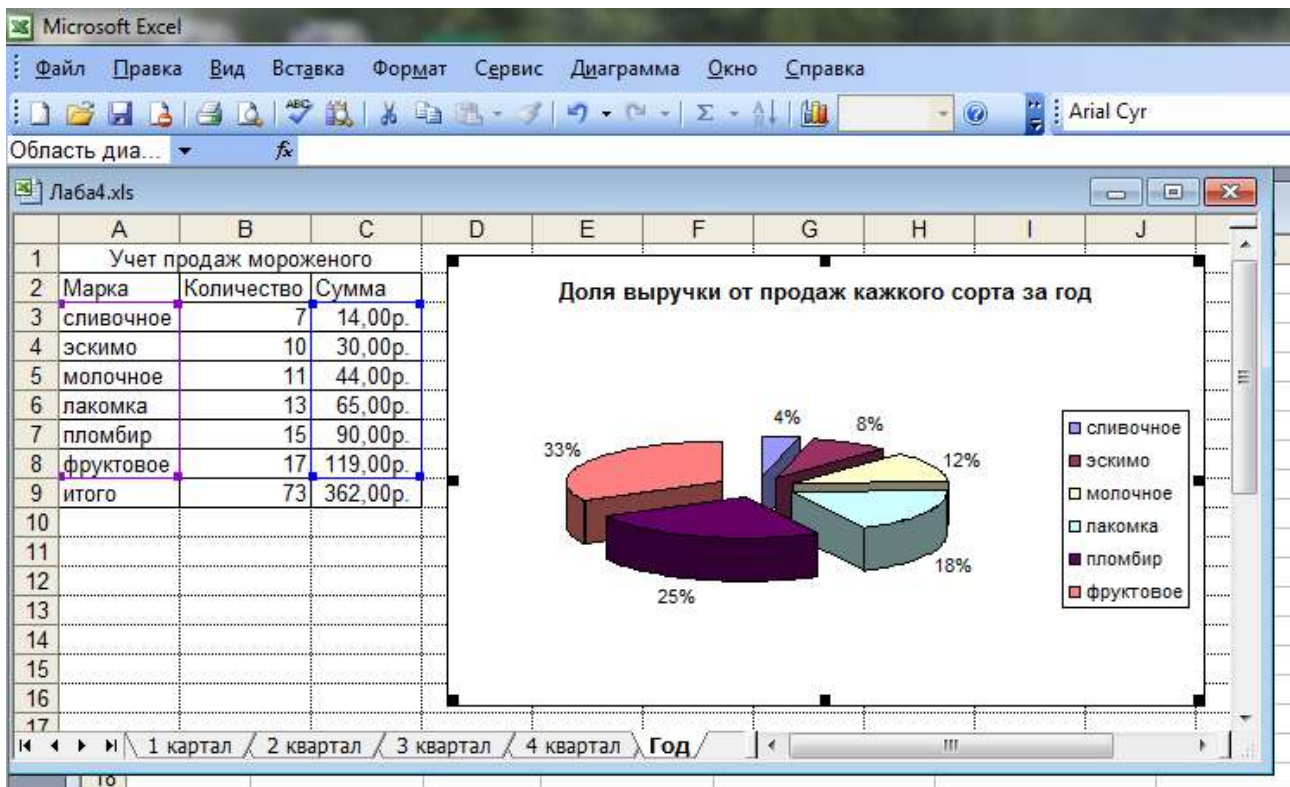 Microsoft Excel
Файл Правка Вид Вставка Формат Сервис Диаграмма Окно Справка
Arial Cyr
Область диа... fx
Лаба4.xls
A B C D E F G H I J
1 Учет продаж мороженого
2 Марка Количество Сумма
3 сливочное 7 14,00р.
4 эскимо 10 30,00р.
5 молочное 11 44,00р.
6 лакомка 13 65,00р.
7 пломбир 15 90,00р.
8 фруктовое 17 119,00р.
9 итого 73 362,00р.
10
11
12
13
14
15
16
17
Доля выручки от продаж кажкого сорта за год
4%
8%
12%
18%
25%
33%
сливочное
эскимо
молочное
лакомка
пломбир
фруктовое
1 картал / 2 квартал / 3 квартал / 4 квартал \ Год /